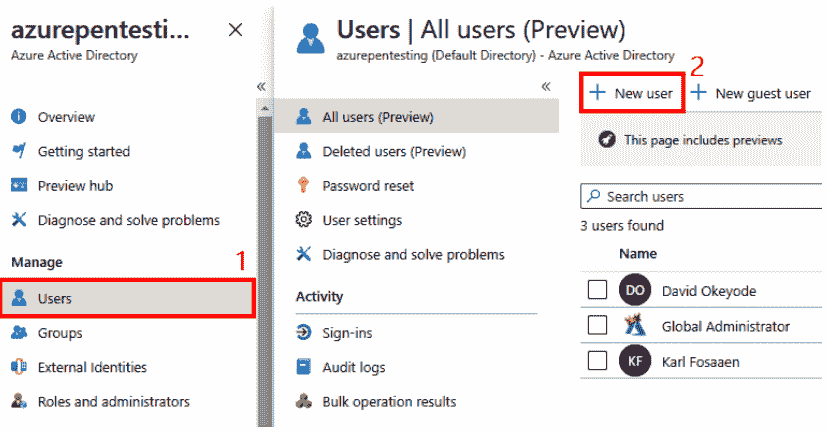 azurepentesti...
Azure Active Directory
Overview
Getting started
Preview hub
Diagnose and solve problems
Manage
1
Users
Groups
External Identities
Roles and administrators
Users | All users (Preview)
azurepentesting (Default Directory) - Azure Active Directory
All users (Preview)
Deleted users (Preview)
Password reset
User settings
Diagnose and solve problems
Activity
Sign-ins
Audit logs
Bulk operation results
2
New user
New guest user
This page includes previews
Search users
3 users found
Name
DO David Okeyode
Global Administrator
KF Karl Fosaaen